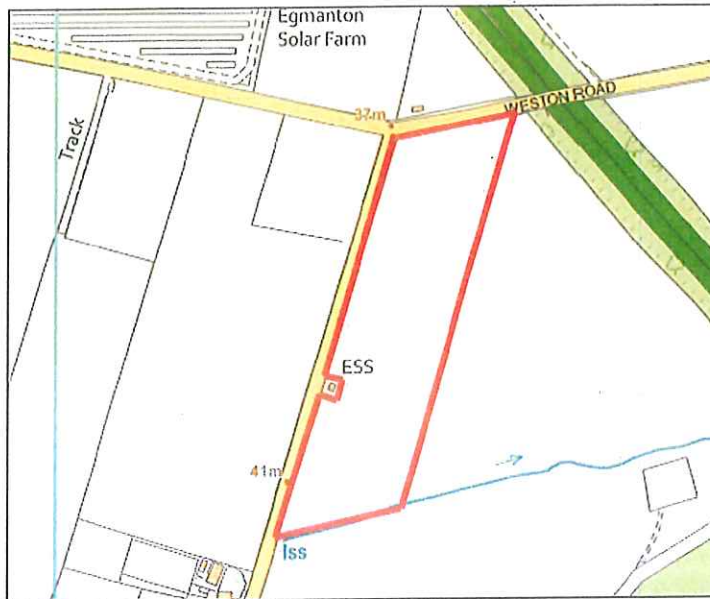 Egmanton
Solar Farm
WESTON ROAD
37m
Track
ESS
41m
Iss